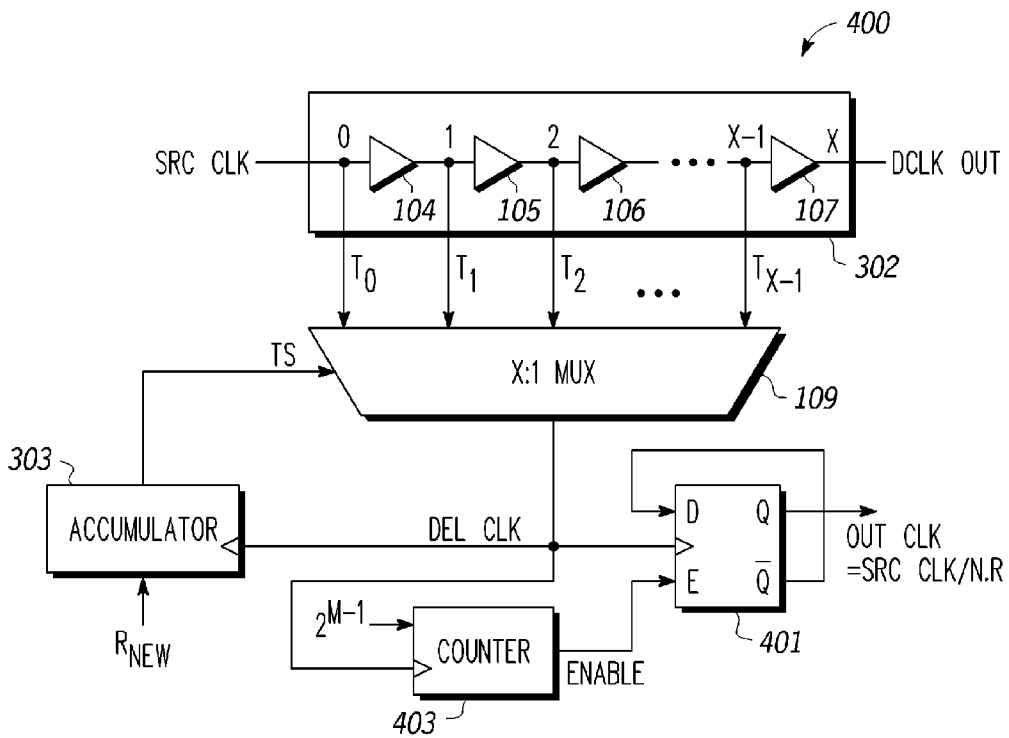 400
0 1 2 X-1 X
SRC CLK DCLK OUT
104 105 106 107
302
T0 T1 T2 TX-1
TS
X:1 MUX
109
303
ACCUMULATOR
DEL CLK
D Q
OUT CLK
=SRC CLK/N.R
E Q̅
401
RNEW
2^M-1
COUNTER
ENABLE
403